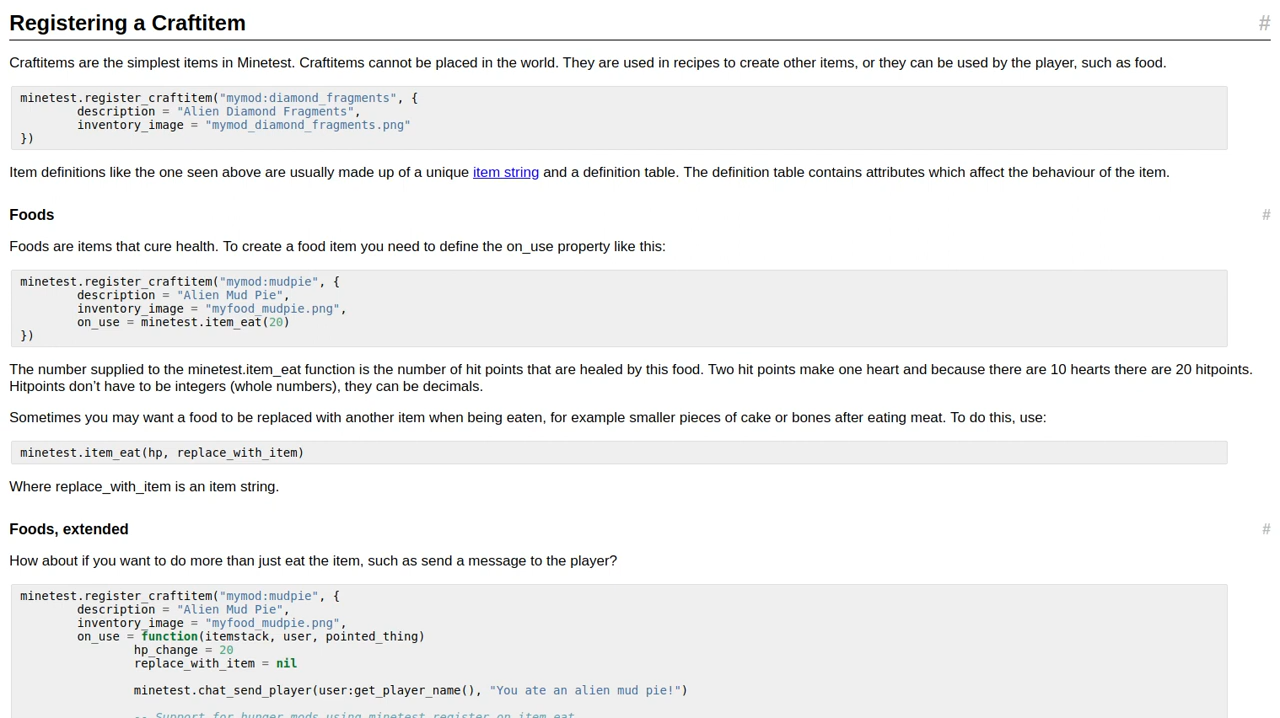 Registering a Craftitem #
Craftitems are the simplest items in Minetest. Craftitems cannot be placed in the world. They are used in recipes to create other items, or they can be used by the player, such as food.
minetest.register_craftitem("mymod:diamond_fragments", {
        description = "Alien Diamond Fragments",
        inventory_image = "mymod_diamond_fragments.png"
})
Item definitions like the one seen above are usually made up of a unique item string and a definition table. The definition table contains attributes which affect the behaviour of the item.
Foods #
Foods are items that cure health. To create a food item you need to define the on_use property like this:
minetest.register_craftitem("mymod:mudpie", {
        description = "Alien Mud Pie",
        inventory_image = "myfood_mudpie.png",
        on_use = minetest.item_eat(20)
})
The number supplied to the minetest.item_eat function is the number of hit points that are healed by this food. Two hit points make one heart and because there are 10 hearts there are 20 hitpoints.
Hitpoints don’t have to be integers (whole numbers), they can be decimals.
Sometimes you may want a food to be replaced with another item when being eaten, for example smaller pieces of cake or bones after eating meat. To do this, use:
minetest.item_eat(hp, replace_with_item)
Where replace_with_item is an item string.
Foods, extended #
How about if you want to do more than just eat the item, such as send a message to the player?
minetest.register_craftitem("mymod:mudpie", {
        description = "Alien Mud Pie",
        inventory_image = "myfood_mudpie.png",
        on_use = function(itemstack, user, pointed_thing)
                hp_change = 20
                replace_with_item = nil
                minetest.chat_send_player(user:get_player_name(), "You ate an alien mud pie!")
                -- Support for hunger mods using minetest.register_on_item_eat